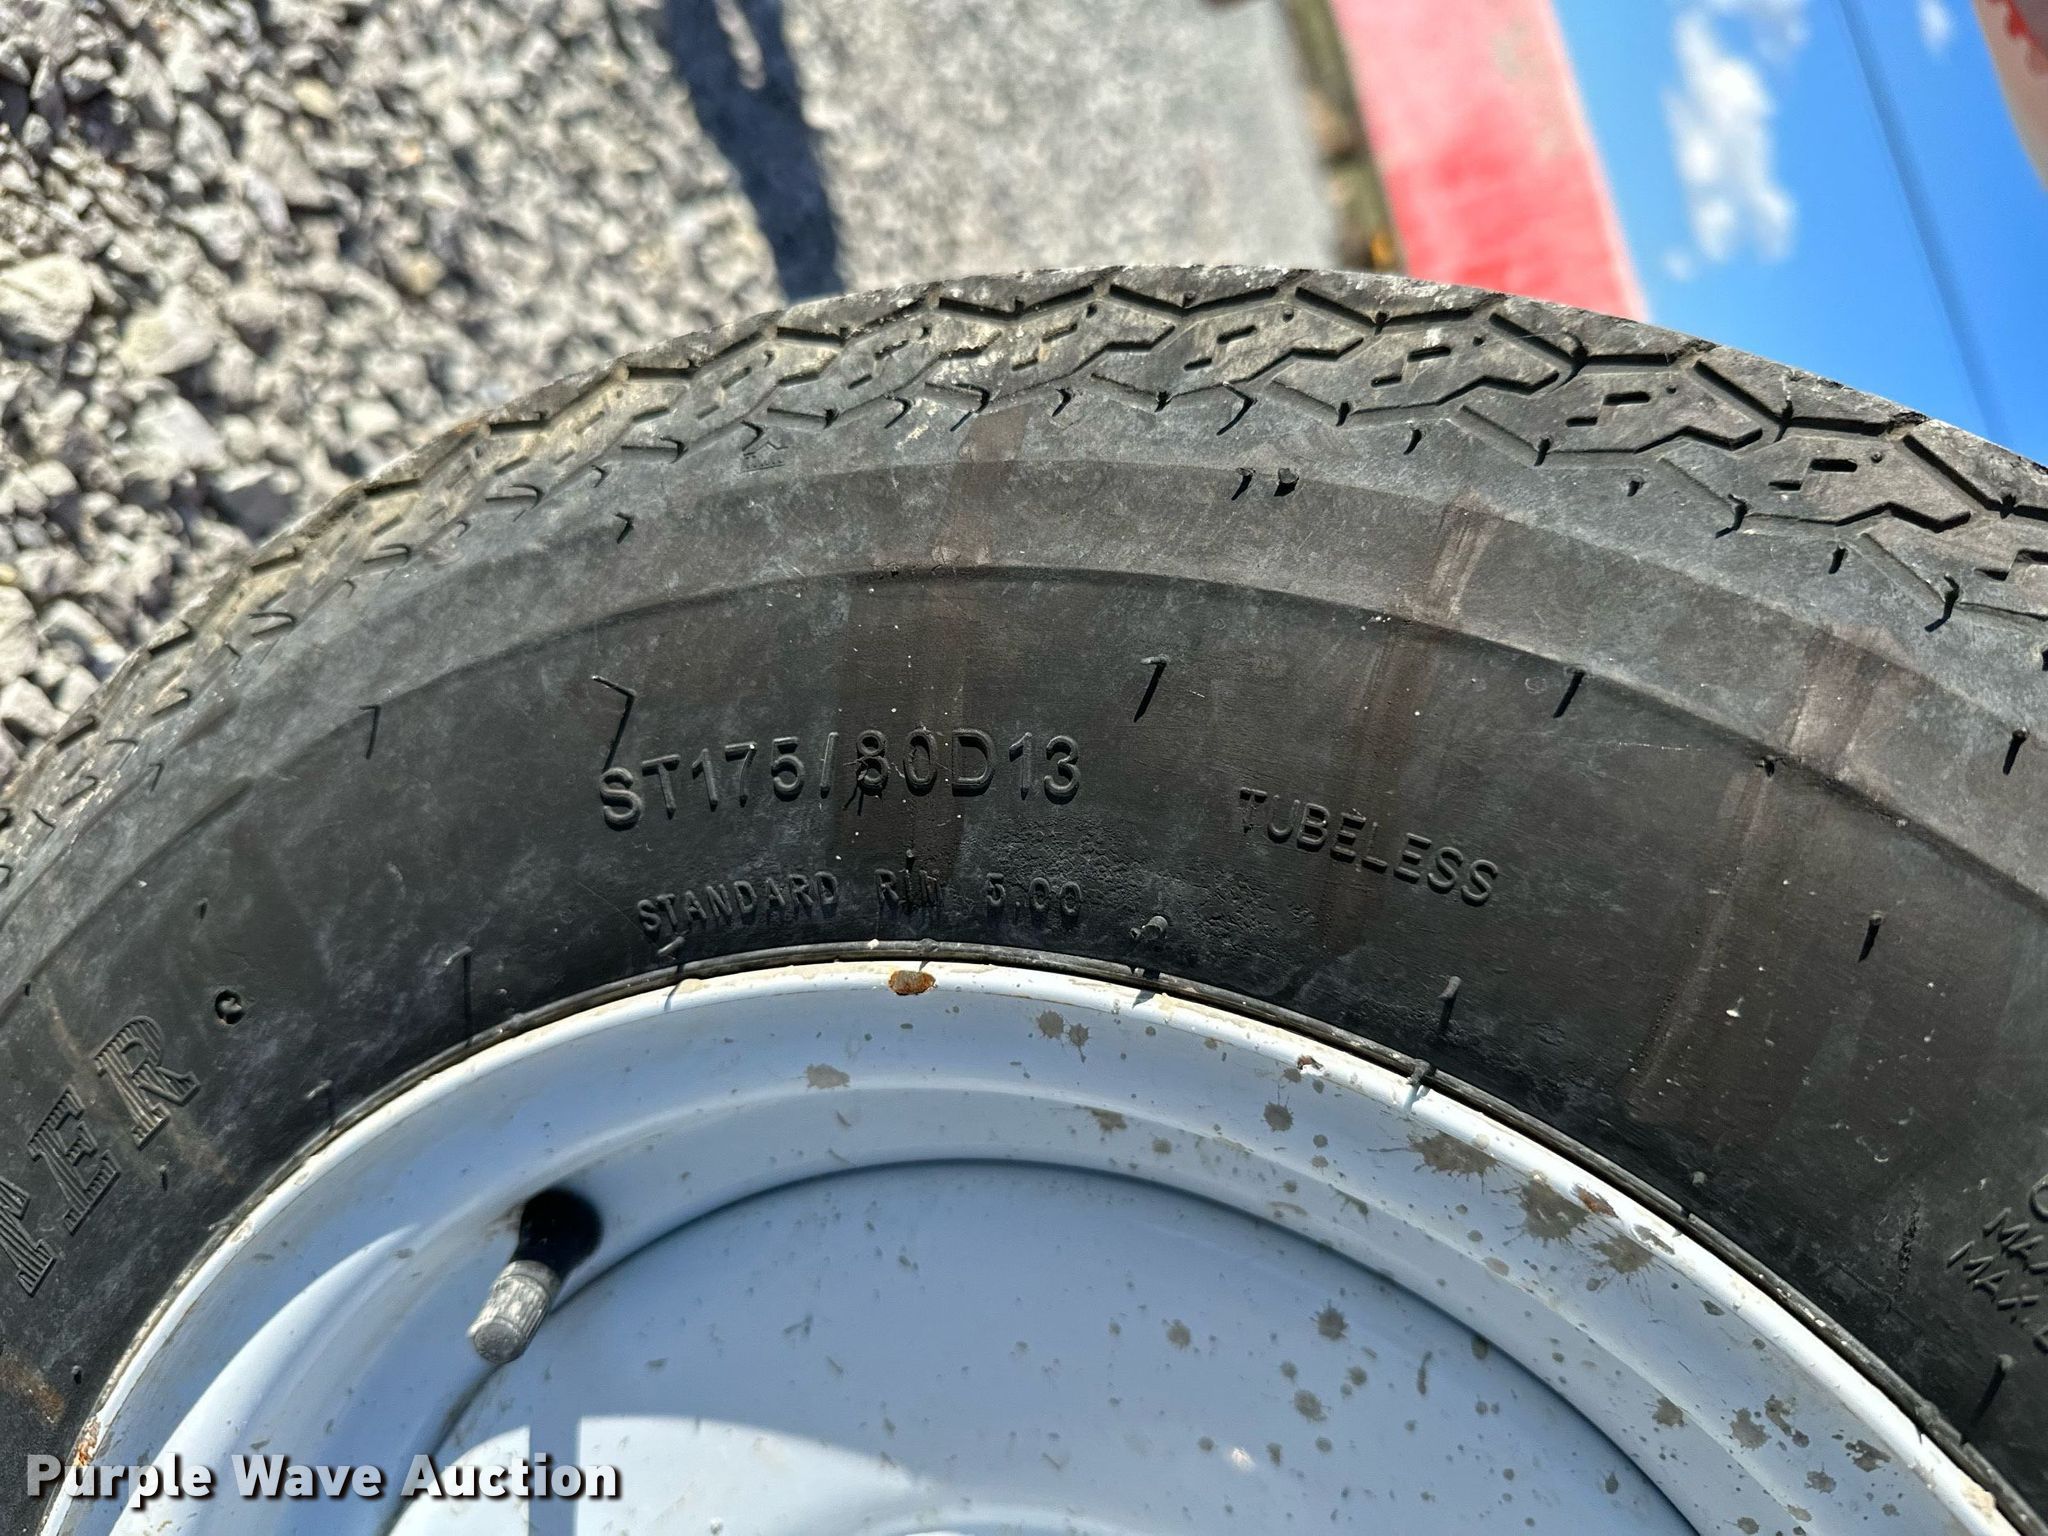 ST175/80D13
TUBELESS
STANDARD RIM 5.00
Purple Wave Auction